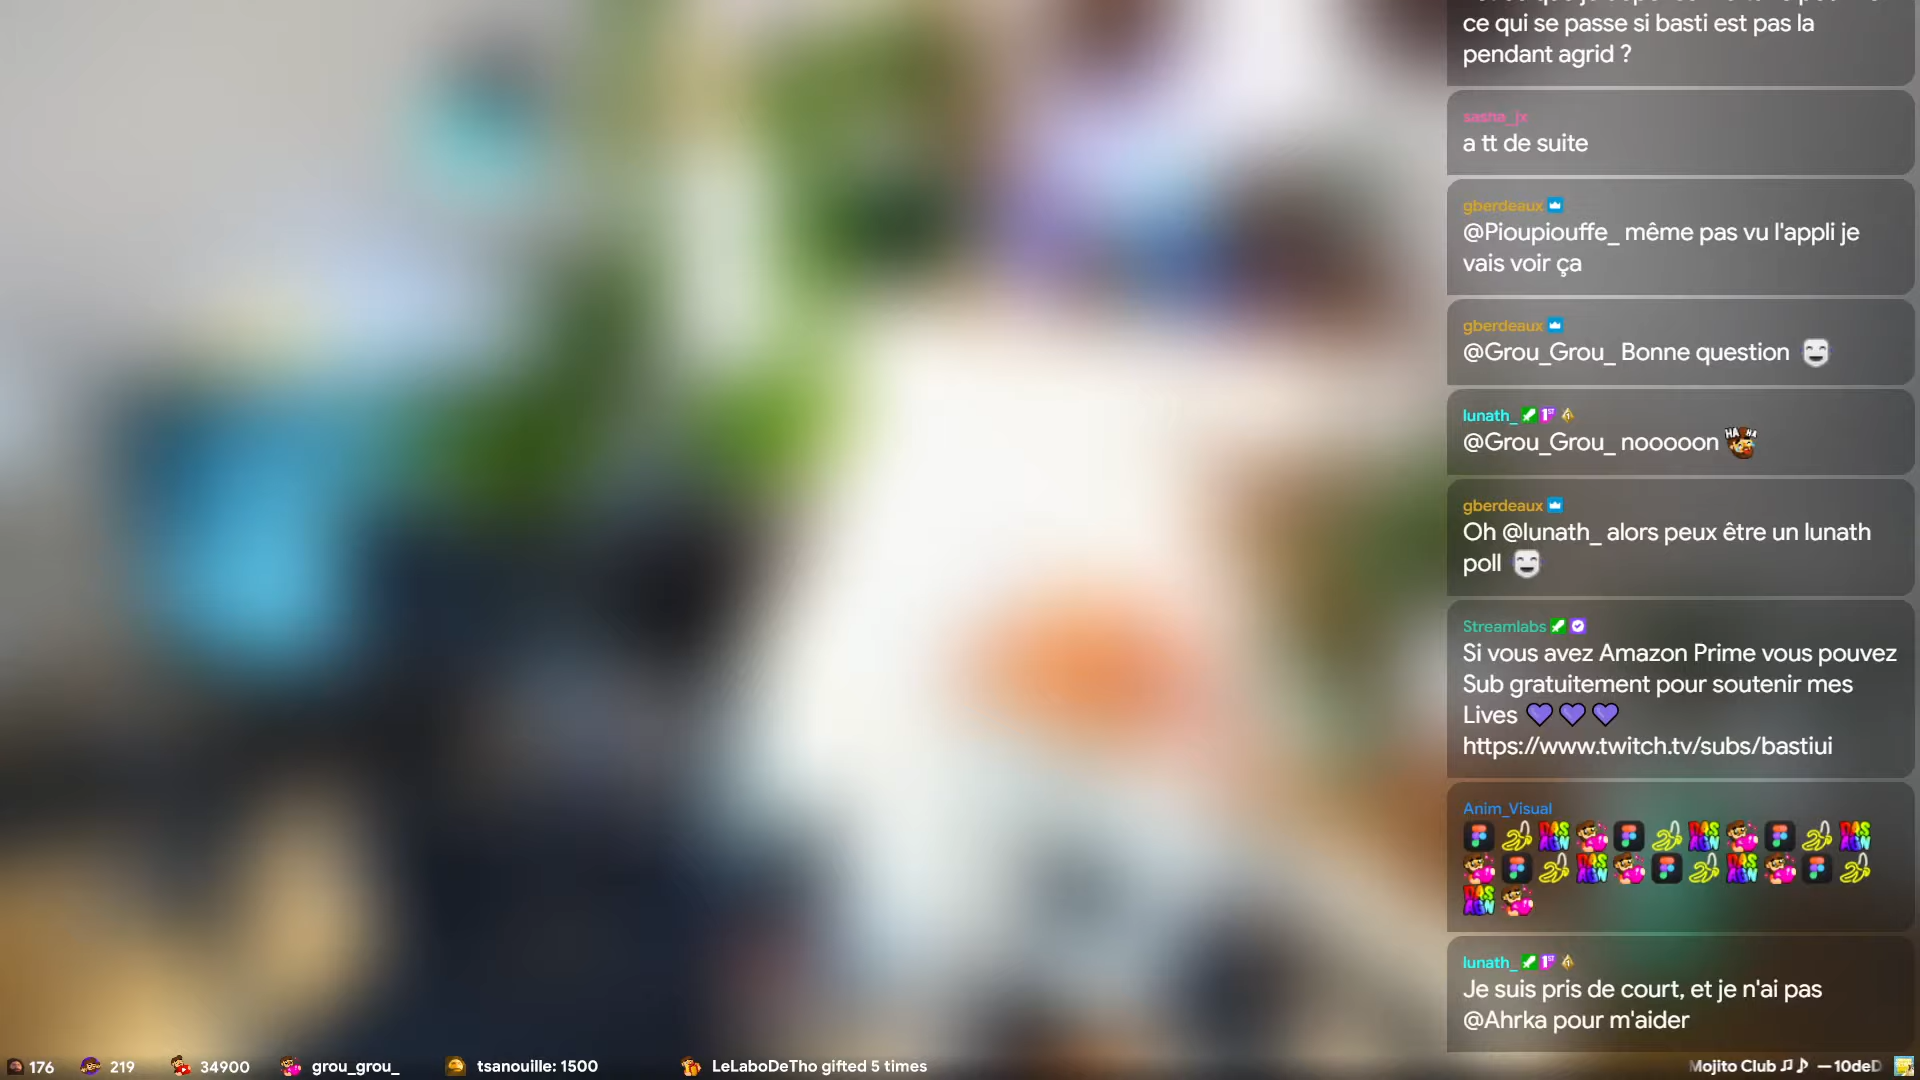 ce qui se passe si basti est pas la
pendant agrid ?
sasha_jx
a tt de suite
gberdeaux
@Pioupiouffe_ même pas vu l'appli je
vais voir ça
gberdeaux
@Grou_Grou_ Bonne question
lunath_
@Grou_Grou_ nooooon
gberdeaux
Oh @lunath_ alors peux être un lunath
poll
Streamlabs
Si vous avez Amazon Prime vous pouvez
Sub gratuitement pour soutenir mes
Lives 💜 💜 💜
https://www.twitch.tv/subs/bastiui
Anim_Visual
lunath_
Je suis pris de court, et je n'ai pas
@Ahrka pour m'aider
176 219 34900 grou_grou_ tsanouille: 1500 LeLaboDeTho gifted 5 times Mojito Club ♫ ♪ — 10deD